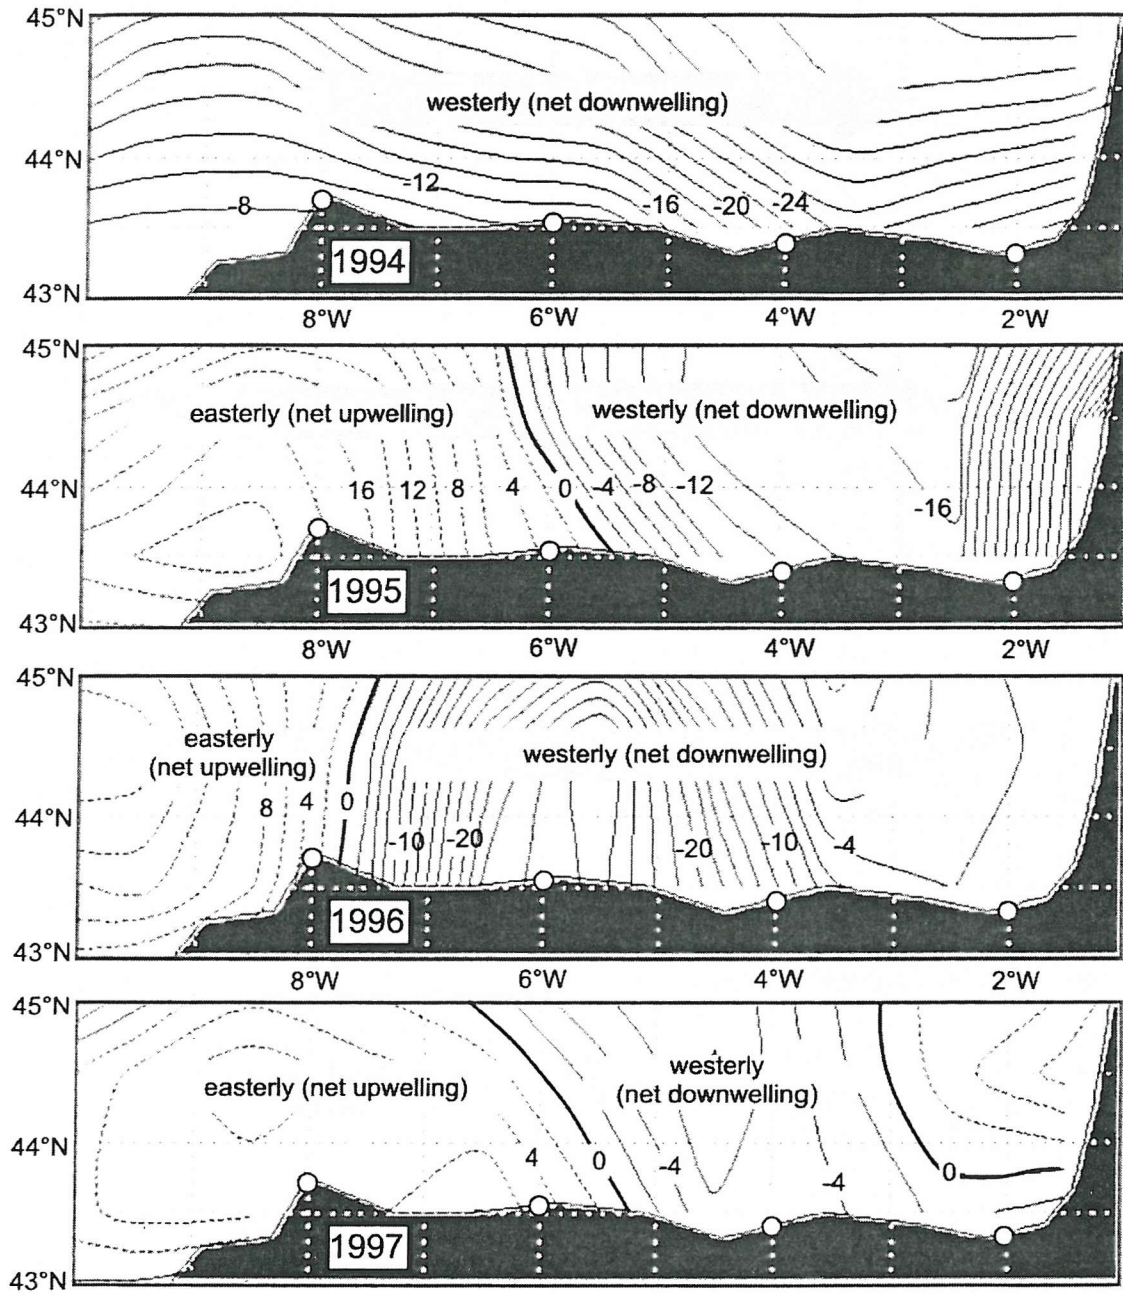 45°N
westerly (net downwelling)
44°N
-12
-8 -16 -20 -24
1994
43°N
8°W 6°W 4°W 2°W
45°N
easterly (net upwelling) westerly (net downwelling)
44°N
16 12 8 4 0 -4 -8 -12
-16
1995
43°N
8°W 6°W 4°W 2°W
45°N
easterly
(net upwelling) westerly (net downwelling)
8 4 0
44°N
-10 -20 -20 -10 -4
1996
43°N
8°W 6°W 4°W 2°W
45°N
easterly (net upwelling) westerly
(net downwelling)
44°N
4 0 -4 -4 0
1997
43°N